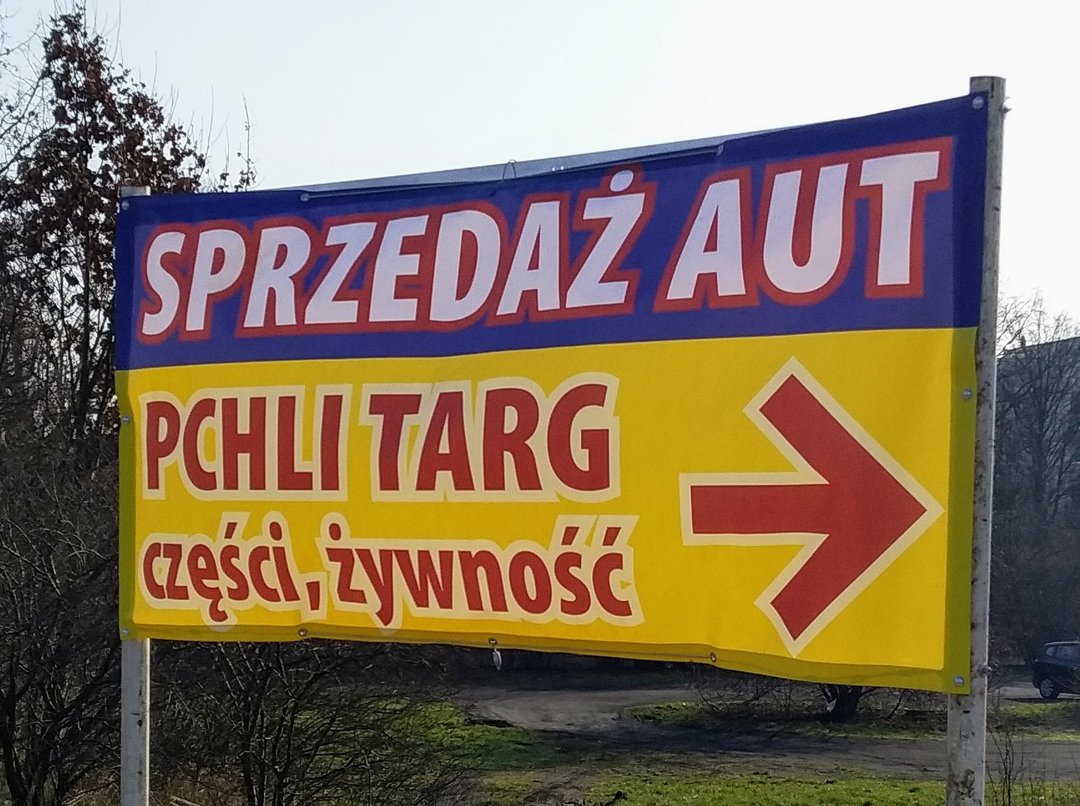 SPRZEDAŻ AUT
PCHLI TARG
części, żywność